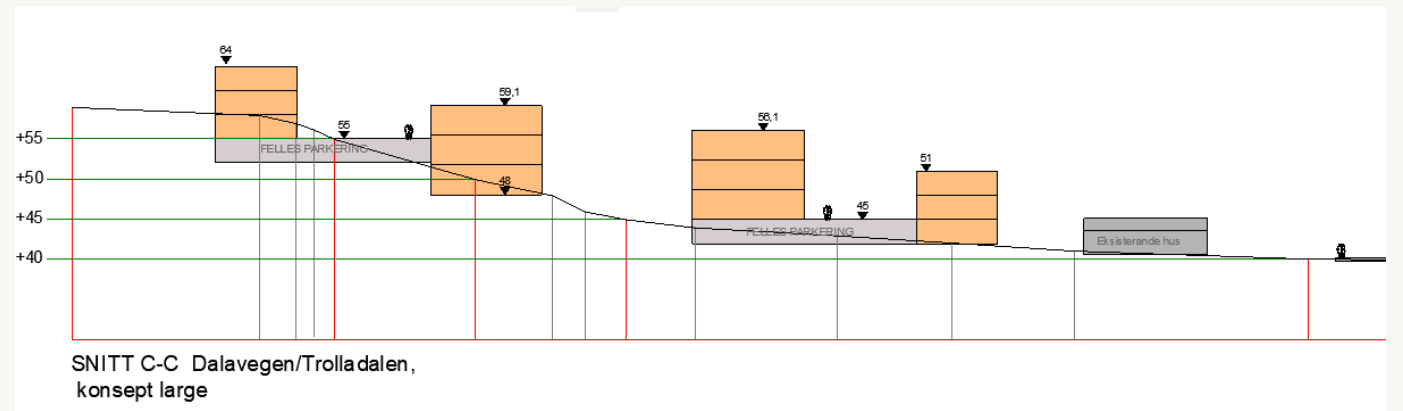 64
59,1
56,1
55
+55
FELLES PARKERING
51
+50
48
+45
45
FELLES PARKERING
Eksisterande hus
+40
SNITT C-C Dalavegen/Trolladalen,
konsept large